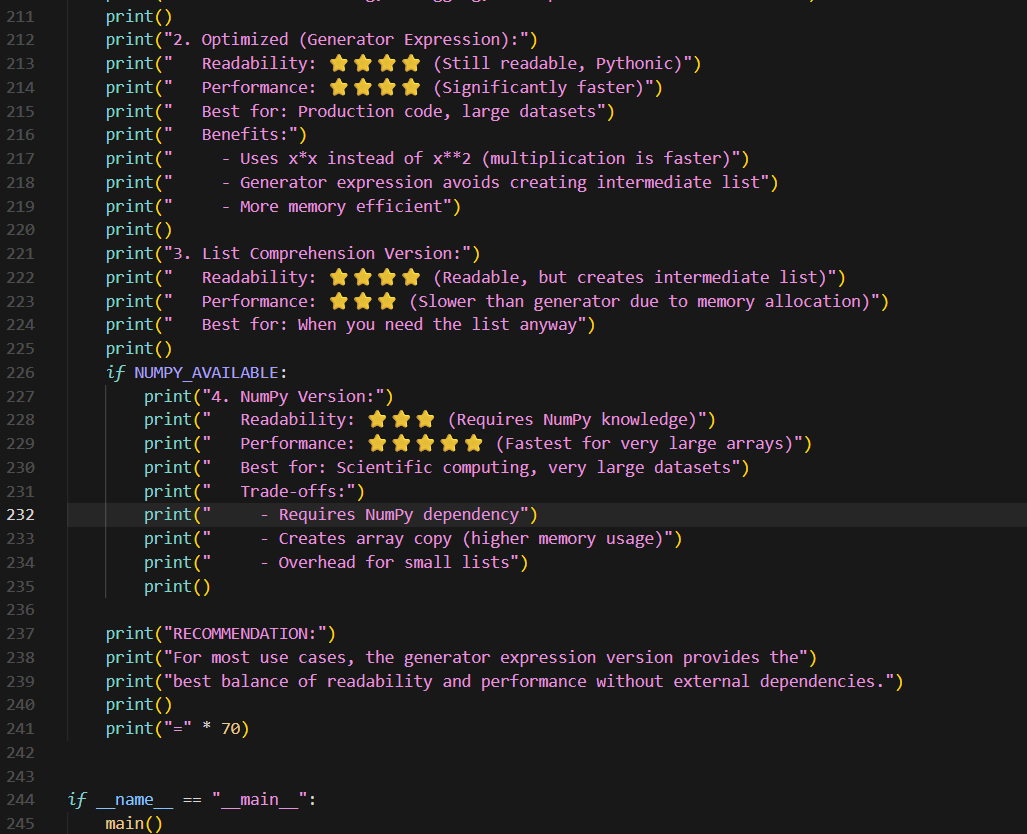 211 print()
212 print("2. Optimized (Generator Expression):")
213 print("   Readability: ⭐⭐⭐⭐ (Still readable, Pythonic)")
214 print("   Performance: ⭐⭐⭐⭐ (Significantly faster)")
215 print("   Best for: Production code, large datasets")
216 print("   Benefits:")
217 print("     - Uses x*x instead of x**2 (multiplication is faster)")
218 print("     - Generator expression avoids creating intermediate list")
219 print("     - More memory efficient")
220 print()
221 print("3. List Comprehension Version:")
222 print("   Readability: ⭐⭐⭐⭐ (Readable, but creates intermediate list)")
223 print("   Performance: ⭐⭐⭐ (Slower than generator due to memory allocation)")
224 print("   Best for: When you need the list anyway")
225 print()
226 if NUMPY_AVAILABLE:
227     print("4. NumPy Version:")
228     print("   Readability: ⭐⭐⭐ (Requires NumPy knowledge)")
229     print("   Performance: ⭐⭐⭐⭐⭐ (Fastest for very large arrays)")
230     print("   Best for: Scientific computing, very large datasets")
231     print("   Trade-offs:")
232     print("     - Requires NumPy dependency")
233     print("     - Creates array copy (higher memory usage)")
234     print("     - Overhead for small lists")
235     print()
236
237 print("RECOMMENDATION:")
238 print("For most use cases, the generator expression version provides the")
239 print("best balance of readability and performance without external dependencies.")
240 print()
241 print("=" * 70)
242
243
244 if __name__ == "__main__":
245     main()